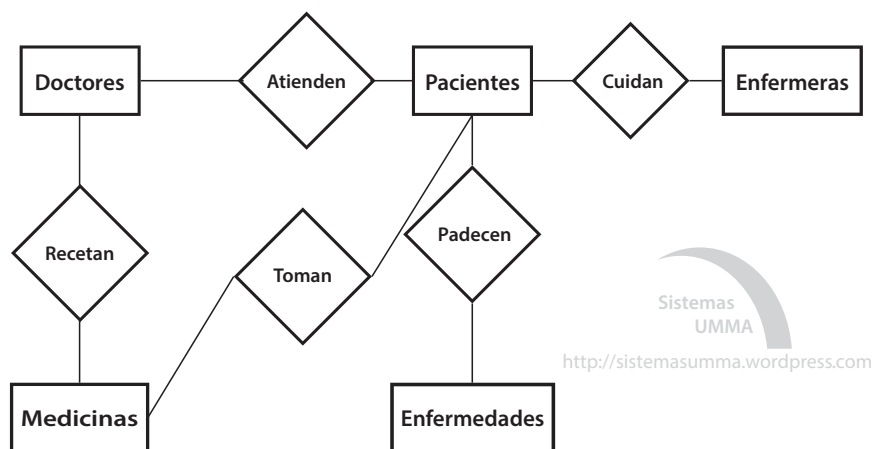 Doctores
Atienden
Pacientes
Cuidan
Enfermeras
Recetan
Toman
Padecen
Medicinas
Enfermedades
Sistemas
UMMA
http://sistemasumma.wordpress.com